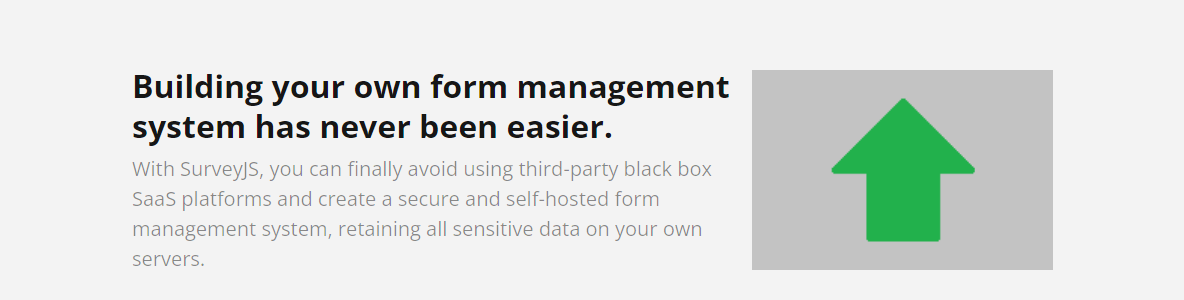 Building your own form management
system has never been easier.
With SurveyJS, you can finally avoid using third-party black box
SaaS platforms and create a secure and self-hosted form
management system, retaining all sensitive data on your own
servers.